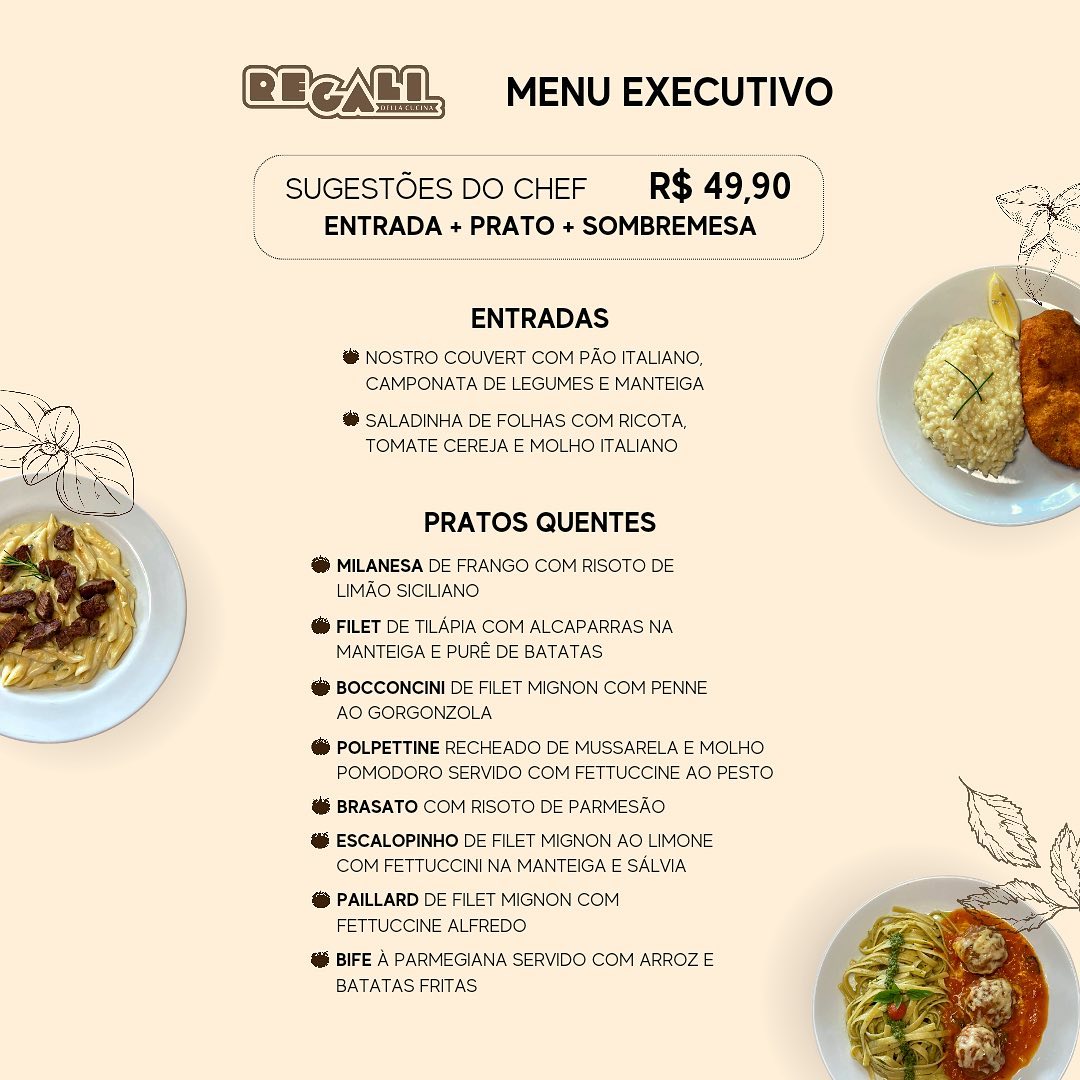 REGALI
DELLA CUCINA
MENU EXECUTIVO
SUGESTÕES DO CHEF R$ 49,90
ENTRADA + PRATO + SOMBREMESA
ENTRADAS
NOSTRO COUVERT COM PÃO ITALIANO,
CAMPONATA DE LEGUMES E MANTEIGA
SALADINHA DE FOLHAS COM RICOTA,
TOMATE CEREJA E MOLHO ITALIANO
PRATOS QUENTES
MILANESA DE FRANGO COM RISOTO DE
LIMÃO SICILIANO
FILET DE TILÁPIA COM ALCAPARRAS NA
MANTEIGA E PURÊ DE BATATAS
BOCCONCINI DE FILET MIGNON COM PENNE
AO GORGONZOLA
POLPETTINE RECHEADO DE MUSSARELA E MOLHO
POMODORO SERVIDO COM FETTUCCINE AO PESTO
BRASATO COM RISOTO DE PARMESÃO
ESCALOPINHO DE FILET MIGNON AO LIMONE
COM FETTUCCINI NA MANTEIGA E SÁLVIA
PAILLARD DE FILET MIGNON COM
FETTUCCINE ALFREDO
BIFE À PARMEGIANA SERVIDO COM ARROZ E
BATATAS FRITAS